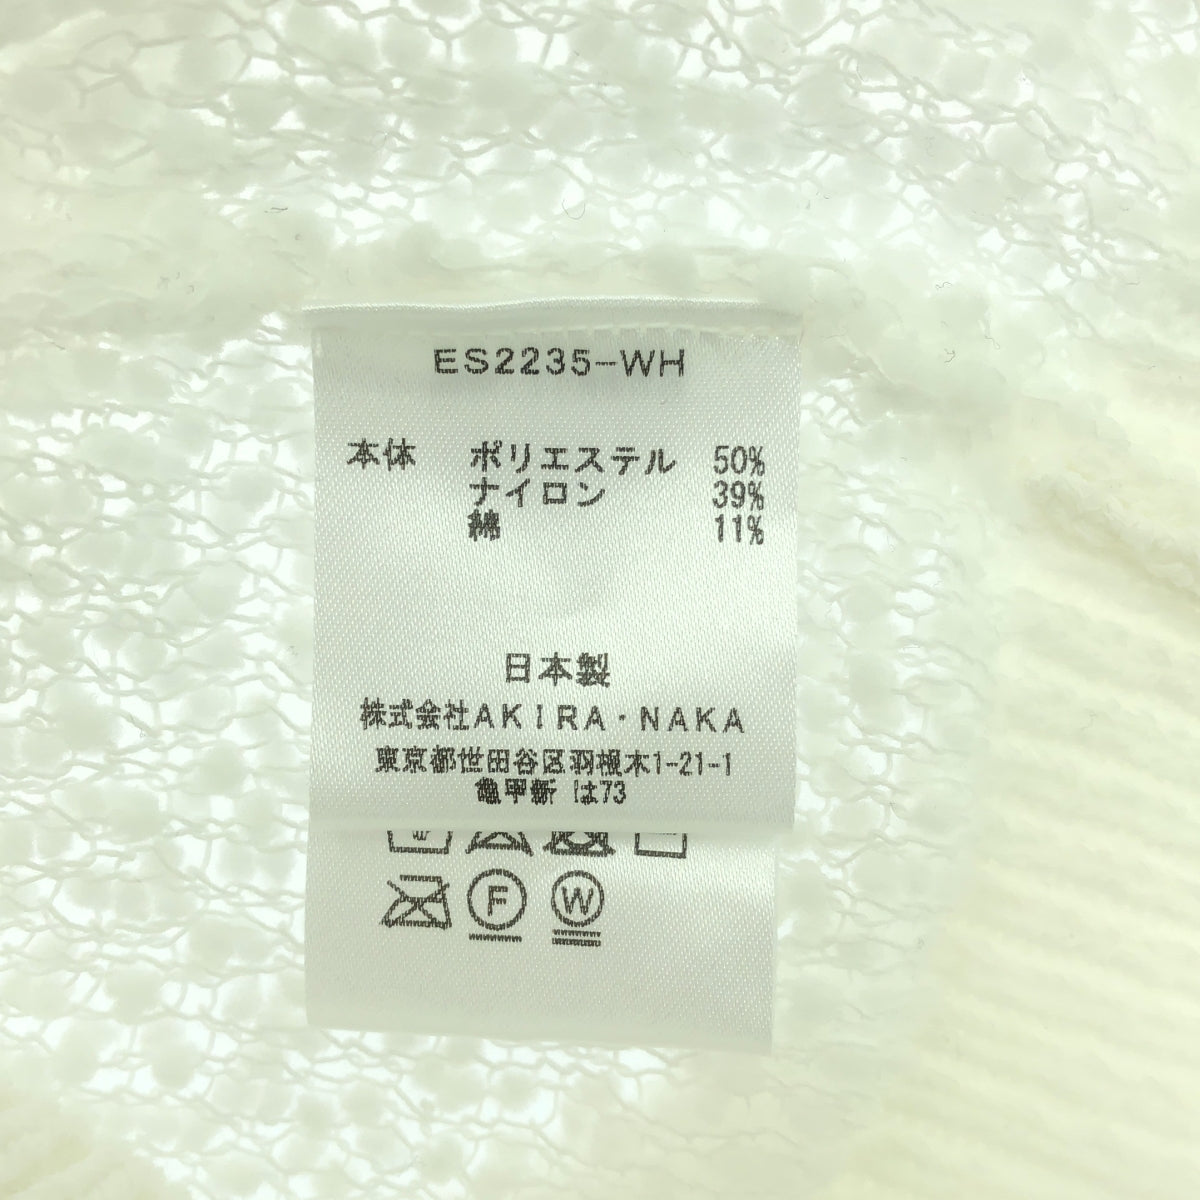 ES2235-WH
本体 ポリエステル 50%
ナイロン 39%
綿 11%
日本製
株式会社AKIRA・NAKA
東京都世田谷区羽根木1-21-1
亀甲新 は73
F W